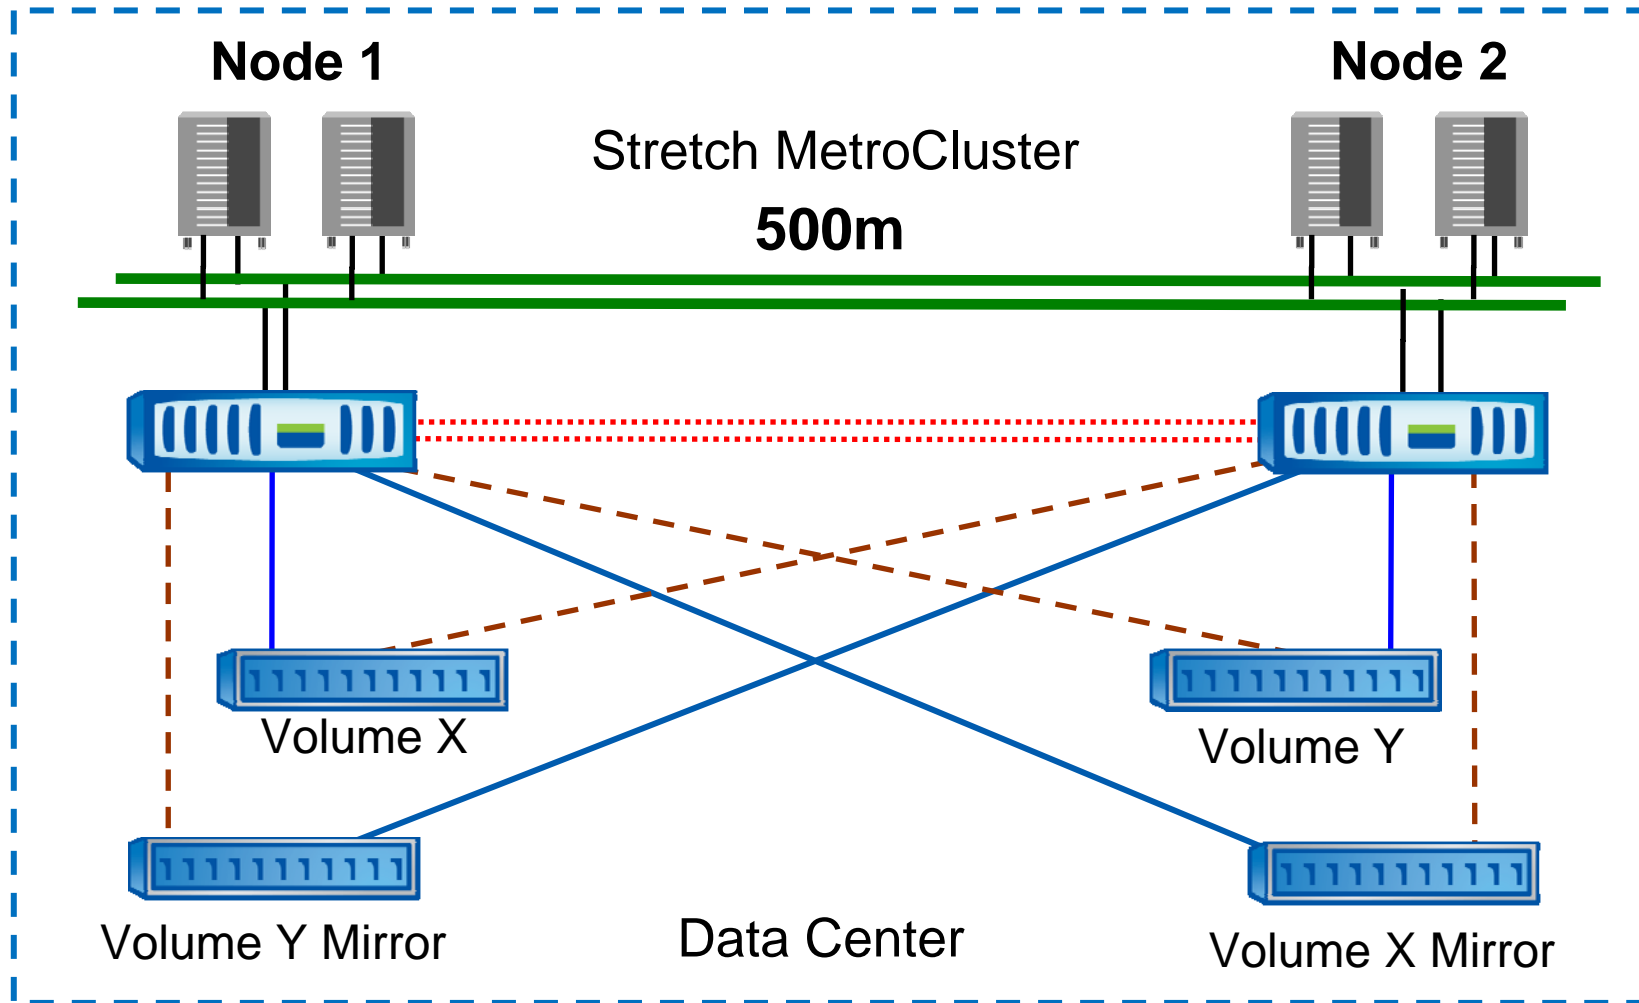 Node 1
Node 2
Stretch MetroCluster
500m
Volume X
Volume Y
Volume Y Mirror
Data Center
Volume X Mirror